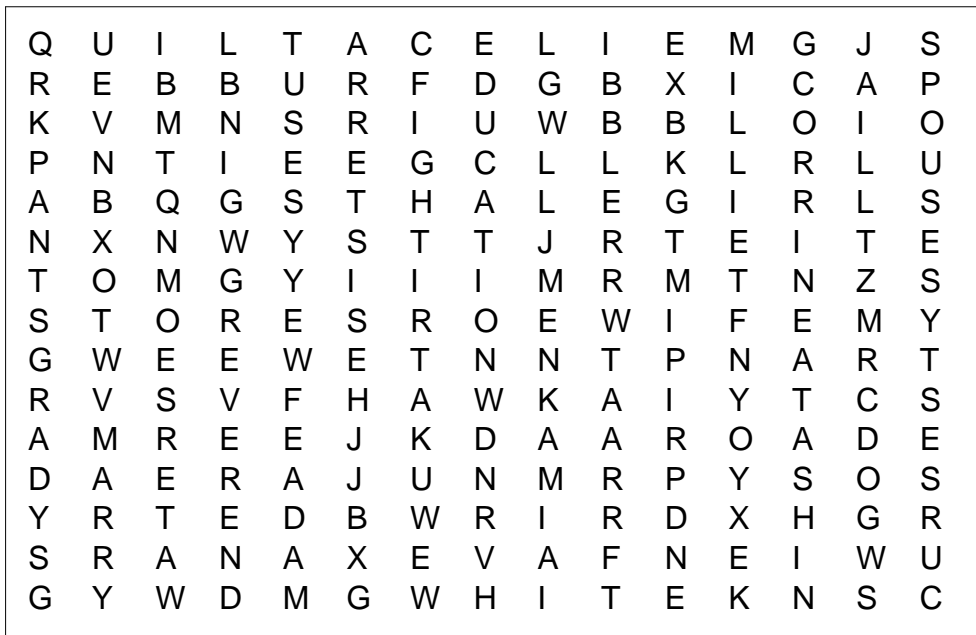 Q U I L T A C E L I E M G J S
R E B B U R F D G B X I C A P
K V M N S R I U W B B L O I O
P N T I E E G C L L K L R L U
A B Q G S T H A L E G I R L S
N X N W Y S T T J R T E I T E
T O M G Y I I I M R M T N Z S
S T O R E S R O E W I F E M Y
G W E E W E T N N T P N A R T
R V S V F H A W K A I Y T C S
A M R E E J K D A A R O A D E
D A E R A J U N M R P Y S O S
Y R T E D B W R I R D X H G R
S R A N A X E V A F N E I W U
G Y W D M G W H I T E K N S C